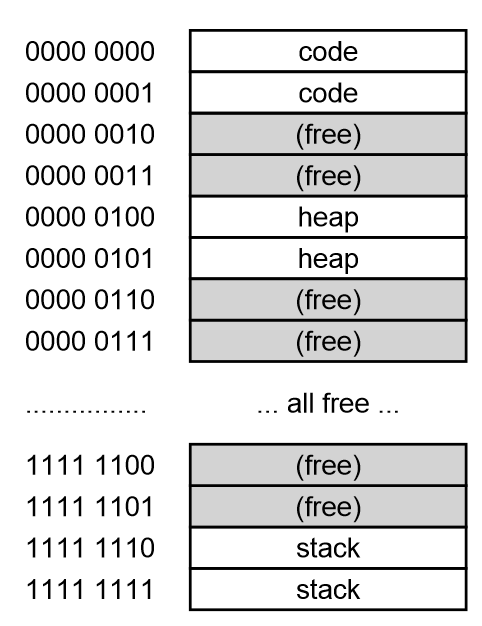 0000 0000 code
0000 0001 code
0000 0010 (free)
0000 0011 (free)
0000 0100 heap
0000 0101 heap
0000 0110 (free)
0000 0111 (free)
................ ... all free ...
1111 1100 (free)
1111 1101 (free)
1111 1110 stack
1111 1111 stack